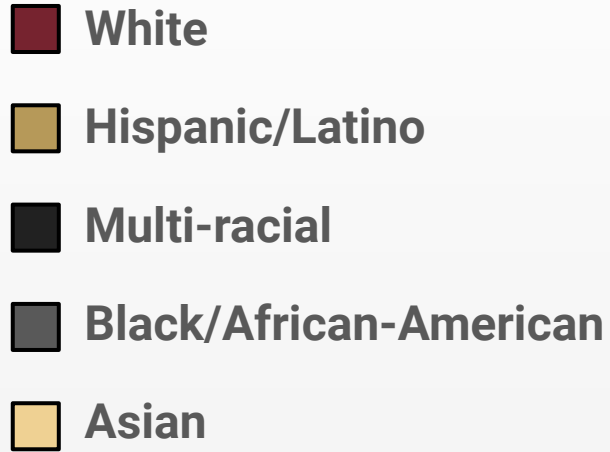 White
Hispanic/Latino
Multi-racial
Black/African-American
Asian